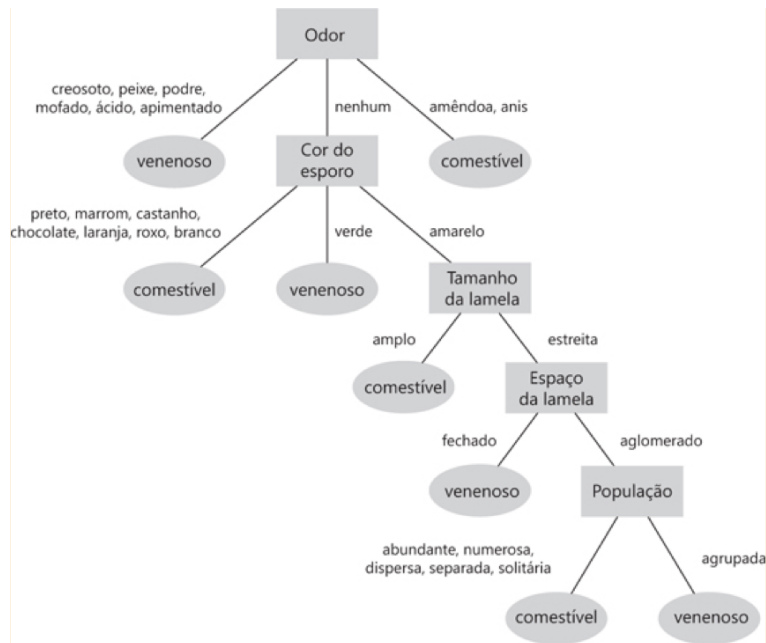 Odor
creosoto, peixe, podre,
mofado, ácido, apimentado
nenhum
amêndoa, anis
venenoso
Cor do
esporo
comestível
preto, marrom, castanho,
chocolate, laranja, roxo, branco
verde
amarelo
comestível
venenoso
Tamanho
da lamela
amplo
estreita
comestível
Espaço
da lamela
fechado
aglomerado
venenoso
População
abundante, numerosa,
dispersa, separada, solitária
agrupada
comestível
venenoso